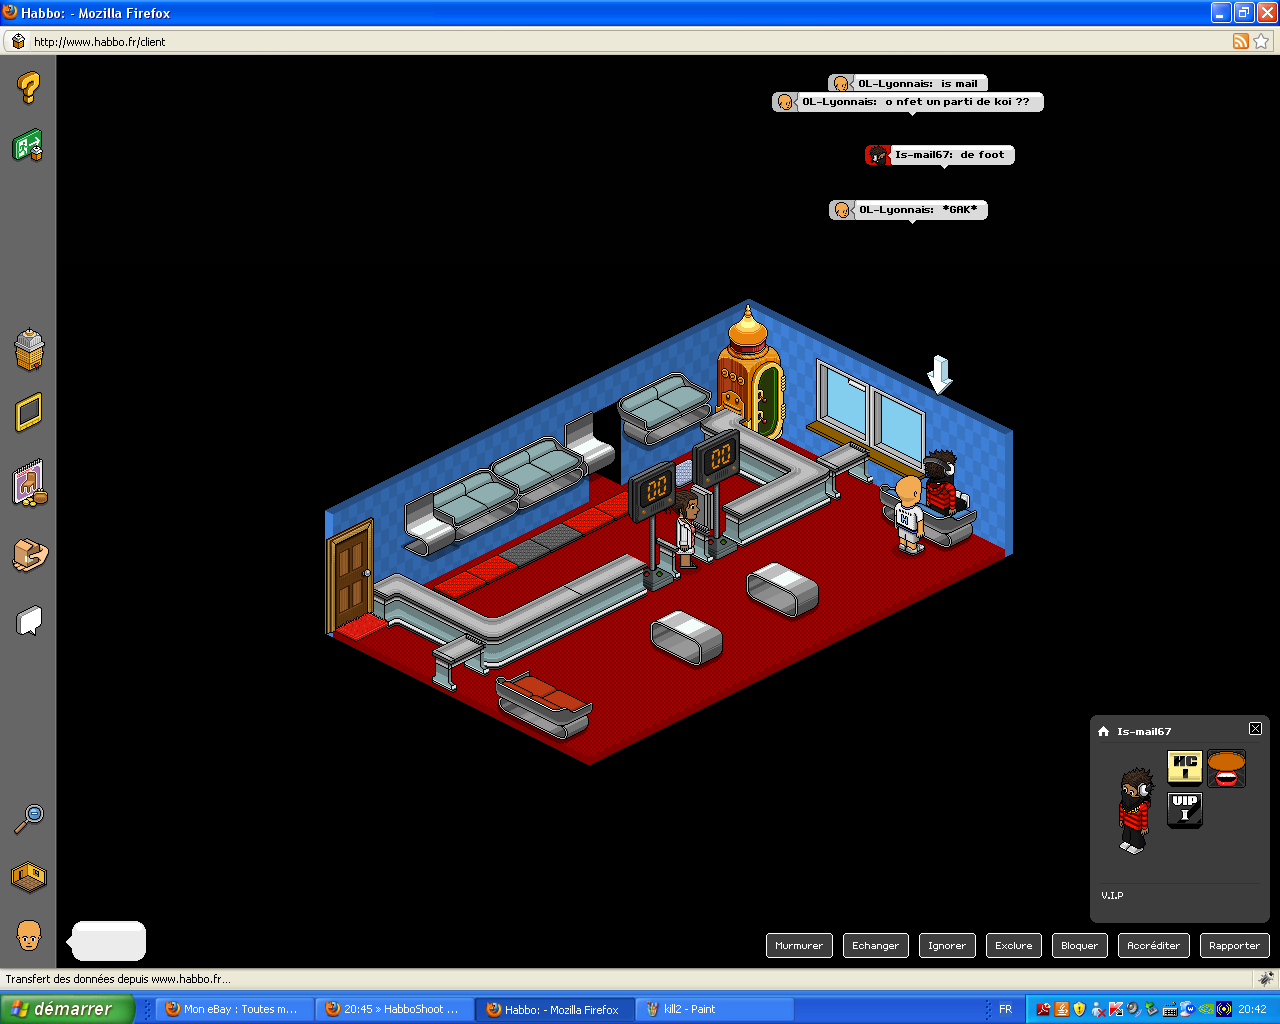 Habbo: - Mozilla Firefox
http://www.habbo.fr/client
OL-Lyonnais: is mail
OL-Lyonnais: o nfet un parti de koi ??
Is-mail67: de foot
OL-Lyonnais: *GAK*
00
00
Is-mail67
HC
I
VIP
I
V.I.P
Murmurer
Echanger
Ignorer
Exclure
Bloquer
Accréditer
Rapporter
Transfert des données depuis www.habbo.fr...
démarrer
Mon eBay : Toutes m...
20:45 » HabboShoot ...
Habbo: - Mozilla Firefox
kill2 - Paint
FR
20:42